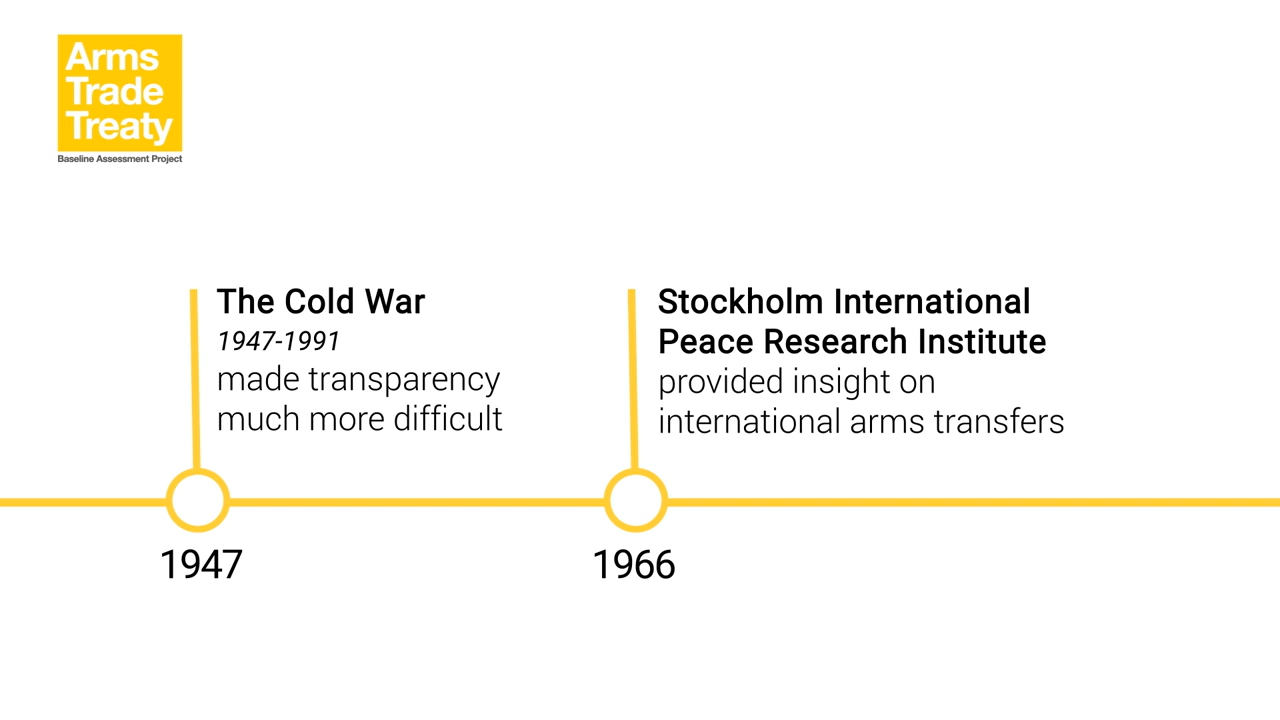 Arms
Trade
Treaty
Baseline Assessment Project
The Cold War
1947-1991
made transparency
much more difficult
Stockholm International
Peace Research Institute
provided insight on
international arms transfers
1947
1966